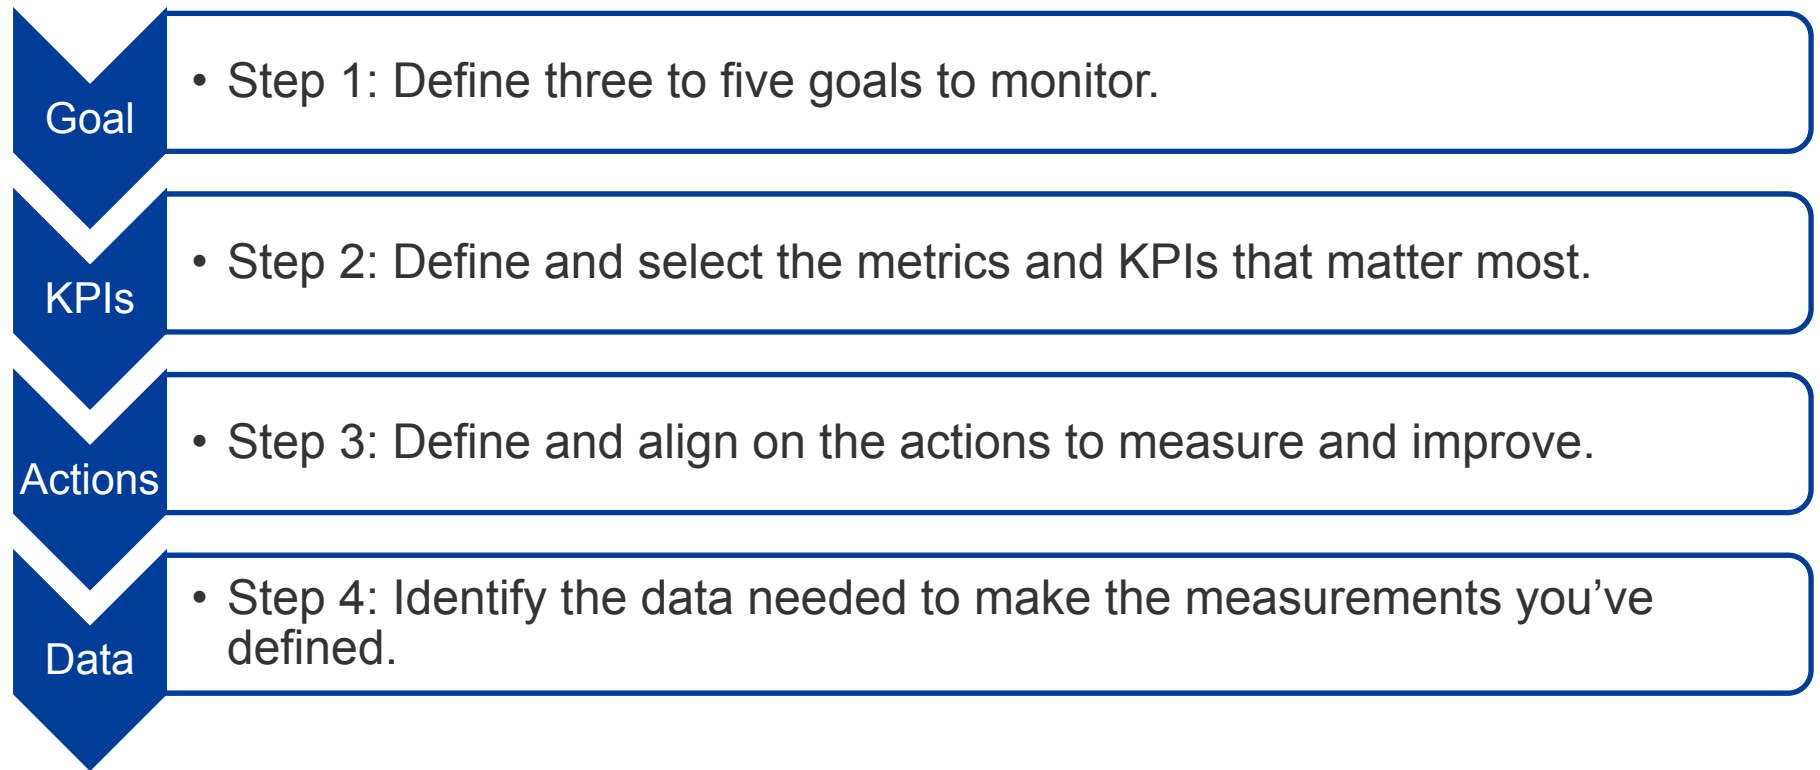 Goal
• Step 1: Define three to five goals to monitor.
KPIs
• Step 2: Define and select the metrics and KPIs that matter most.
Actions
• Step 3: Define and align on the actions to measure and improve.
Data
• Step 4: Identify the data needed to make the measurements you’ve
defined.